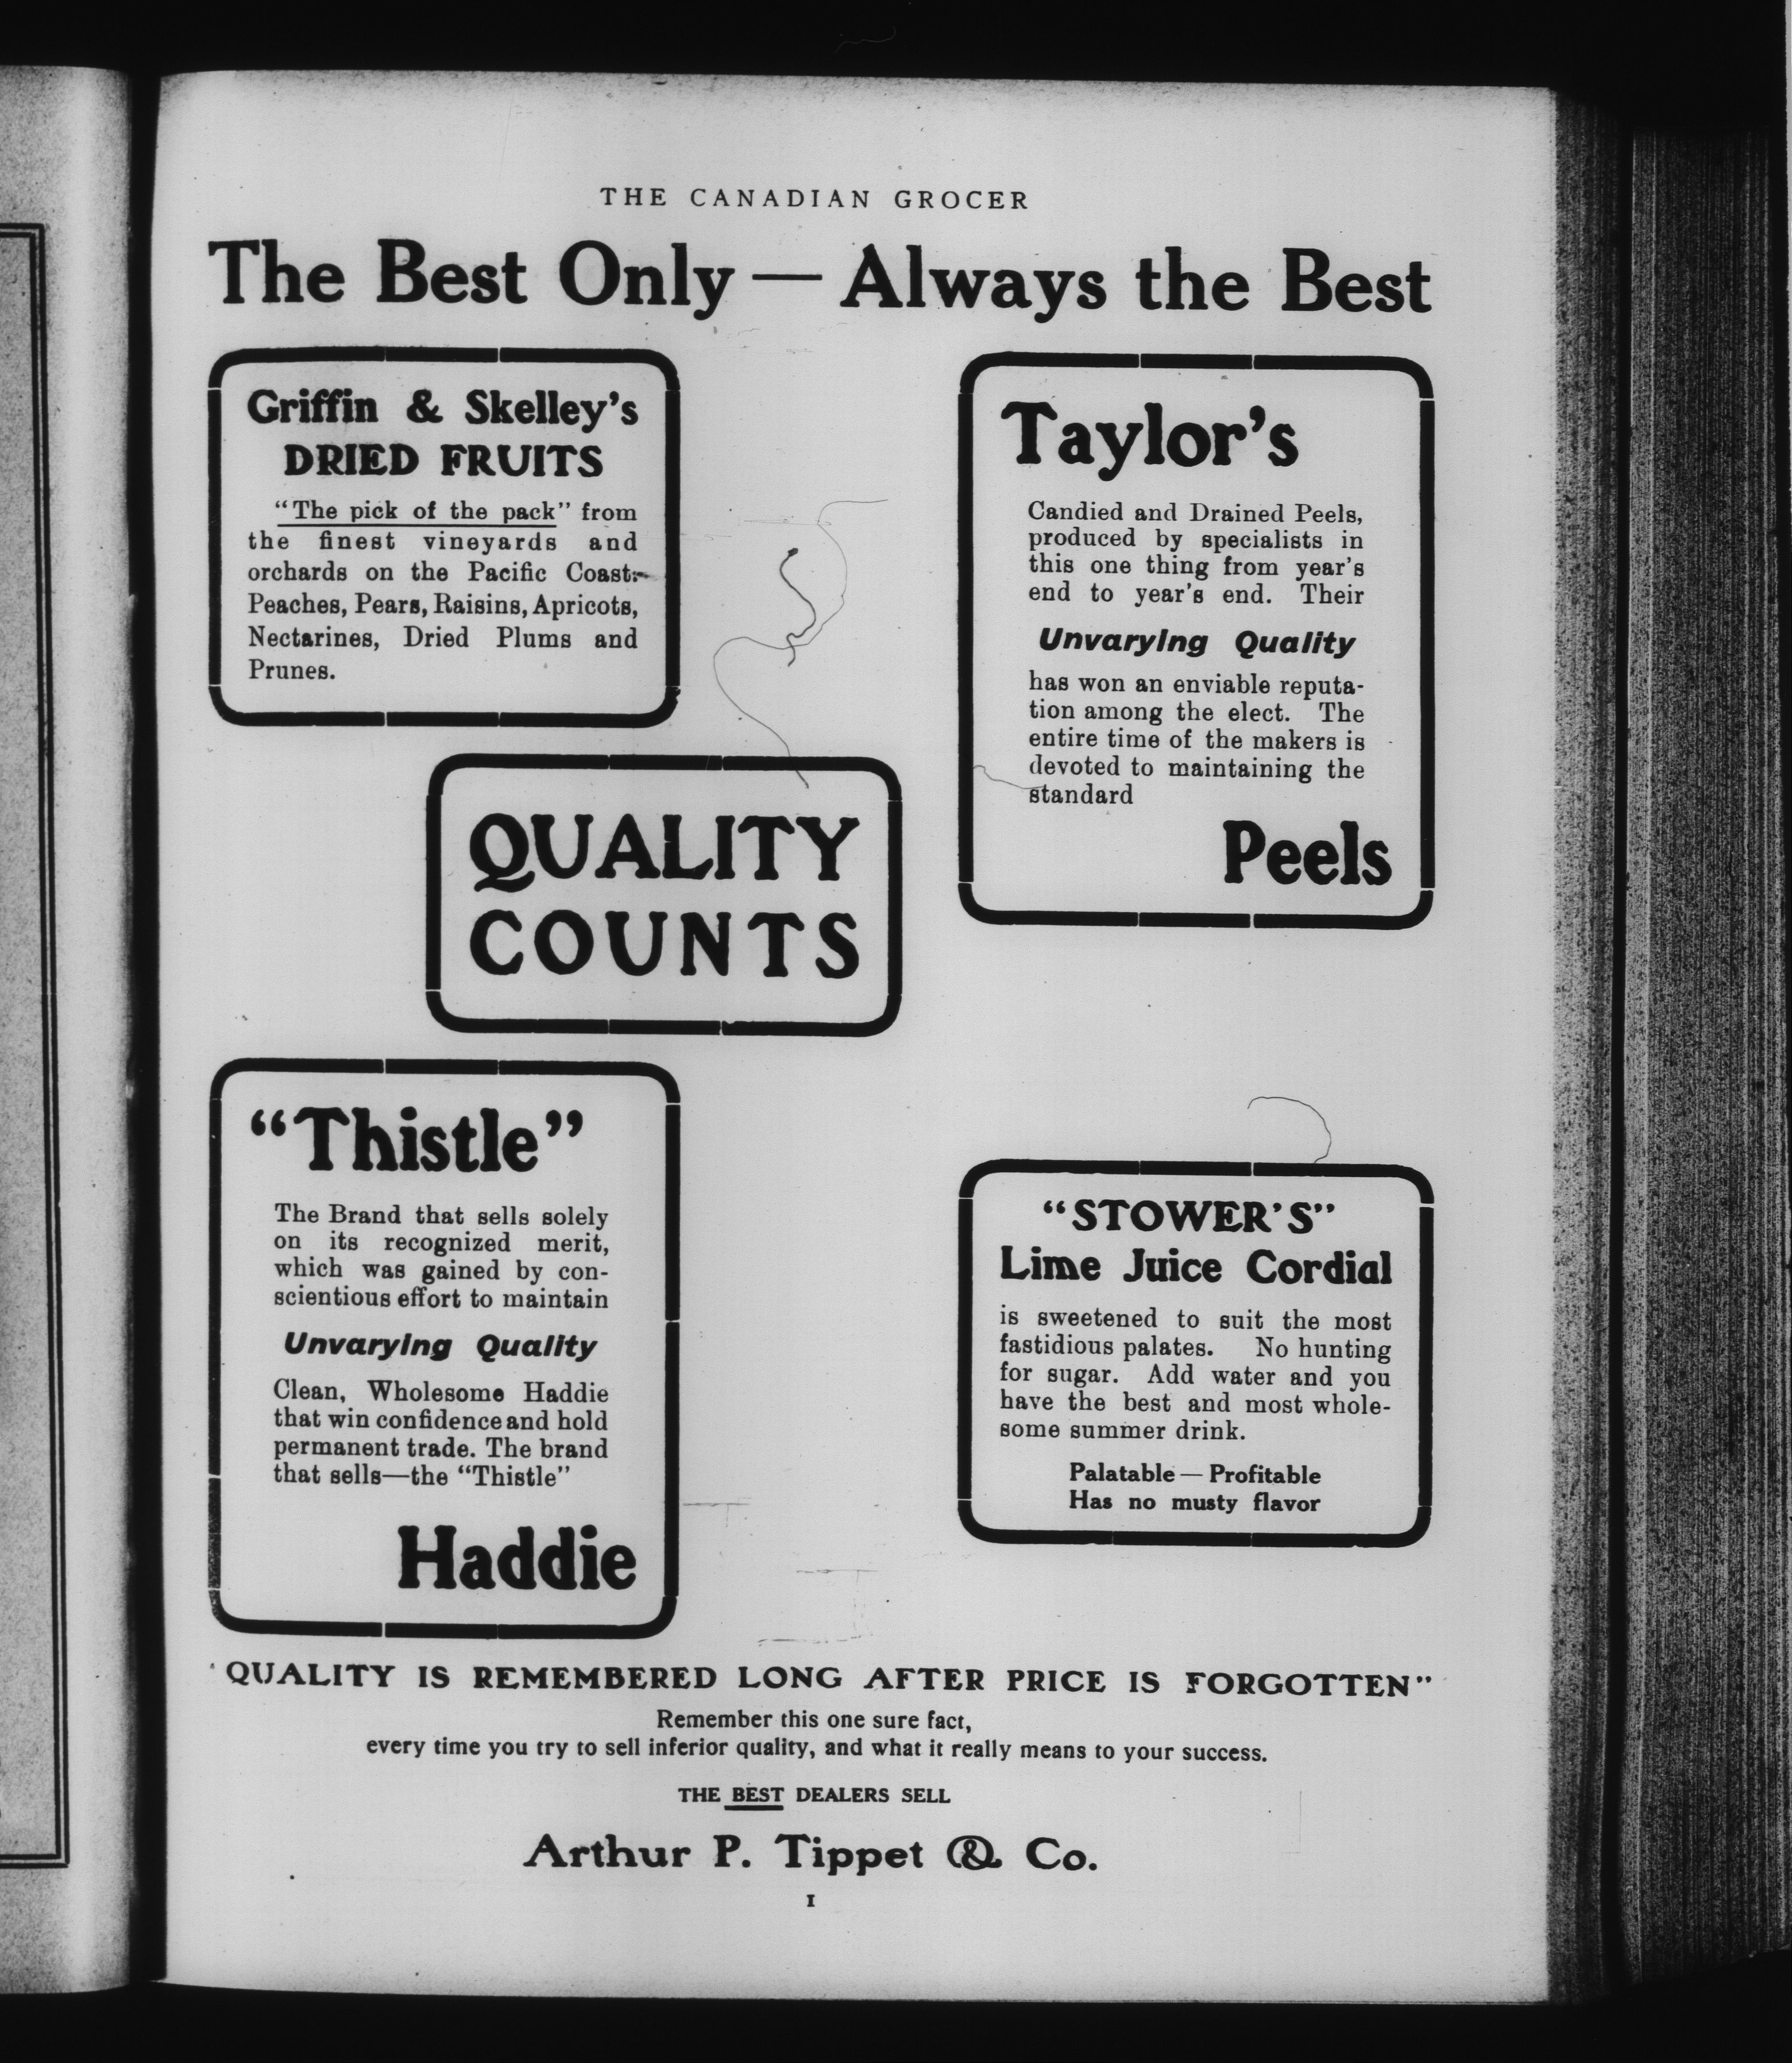 THE CANADIAN GROCER
The Best Only — Always the Best
Griffin & Skelley's
DRIED FRUITS
"The pick of the pack" from
the finest vineyards and
orchards on the Pacific Coast:-
Peaches, Pears, Raisins, Apricots,
Nectarines, Dried Plums and
Prunes.
Taylor's
Candied and Drained Peels,
produced by specialists in
this one thing from year's
end to year's end. Their
Unvarying Quality
has won an enviable reputa-
tion among the elect. The
entire time of the makers is
devoted to maintaining the
standard
Peels
QUALITY
COUNTS
"Thistle"
The Brand that sells solely
on its recognized merit,
which was gained by con-
scientious effort to maintain
Unvarying Quality
Clean, Wholesome Haddie
that win confidence and hold
permanent trade. The brand
that sells—the "Thistle"
Haddie
"STOWER'S"
Lime Juice Cordial
is sweetened to suit the most
fastidious palates. No hunting
for sugar. Add water and you
have the best and most whole-
some summer drink.
Palatable — Profitable
Has no musty flavor
'QUALITY IS REMEMBERED LONG AFTER PRICE IS FORGOTTEN"
Remember this one sure fact,
every time you try to sell inferior quality, and what it really means to your success.
THE BEST DEALERS SELL
Arthur P. Tippet & Co.
I